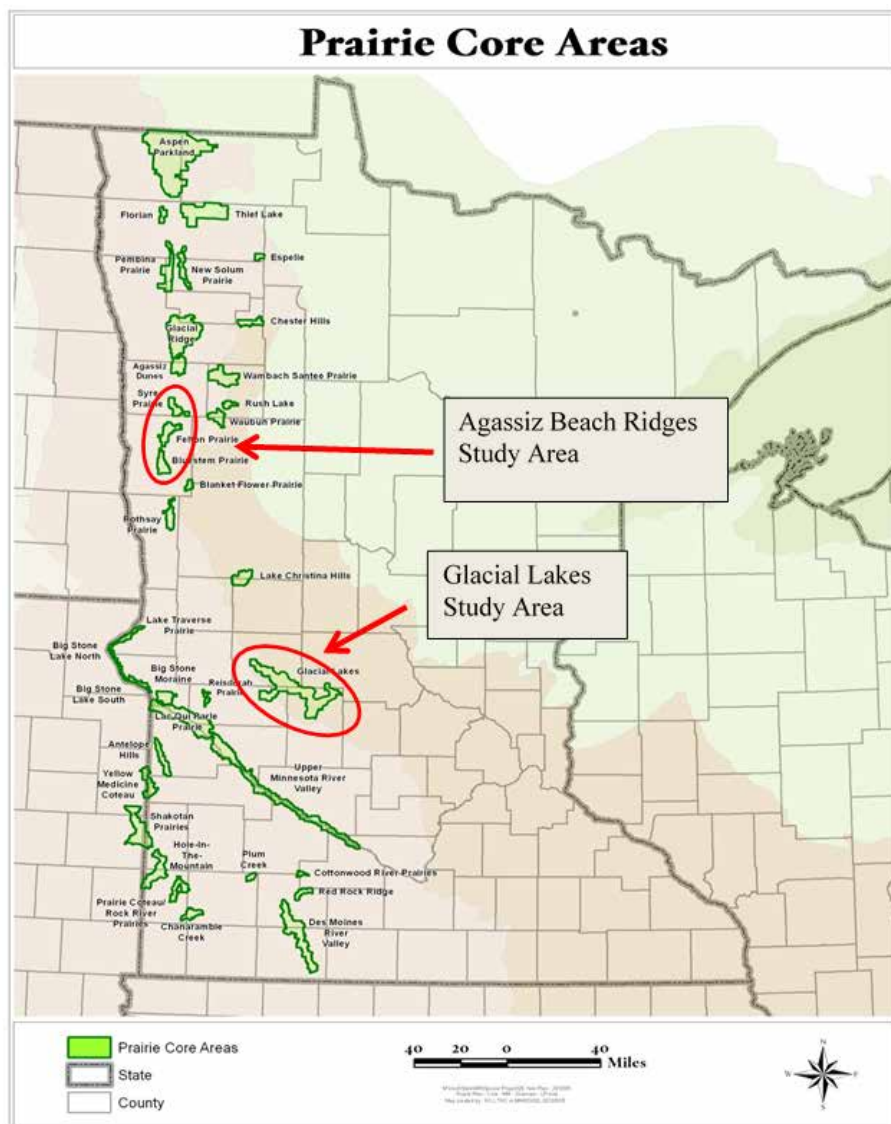 Prairie Core Areas
Aspen
Parkland
Florian
Thief Lake
Pembina
Prairie
New Solum
Prairie
Espelie
Glacial
Ridge
Chester Hills
Agassiz
Dunes
Wambach Santee Prairie
Syre
Prairie
Rush Lake
Waubun Prairie
Felton Prairie
Bluestem Prairie
Agassiz Beach Ridges
Study Area
Blanket Flower Prairie
Rothsay
Prairie
Lake Christina Hills
Glacial Lakes
Study Area
Lake Traverse
Prairie
Big Stone
Lake North
Big Stone
Moraine
Prairie
Glacial Lakes
Big Stone
Lake South
Lac Qui Parle
Prairie
Antelope
Hills
Upper
Minnesota River
Valley
Yellow
Medicine
Coteau
Shakotan
Prairies
Hole-In-
The-
Mountain
Plum
Creek
Cottonwood River Prairies
Red Rock Ridge
Prairie Coteau/
Rock River
Prairies
Chanarambie
Creek
Des Moines
River
Valley
Prairie Core Areas
State
County
40 20 0 40
Miles
N
W
E
S